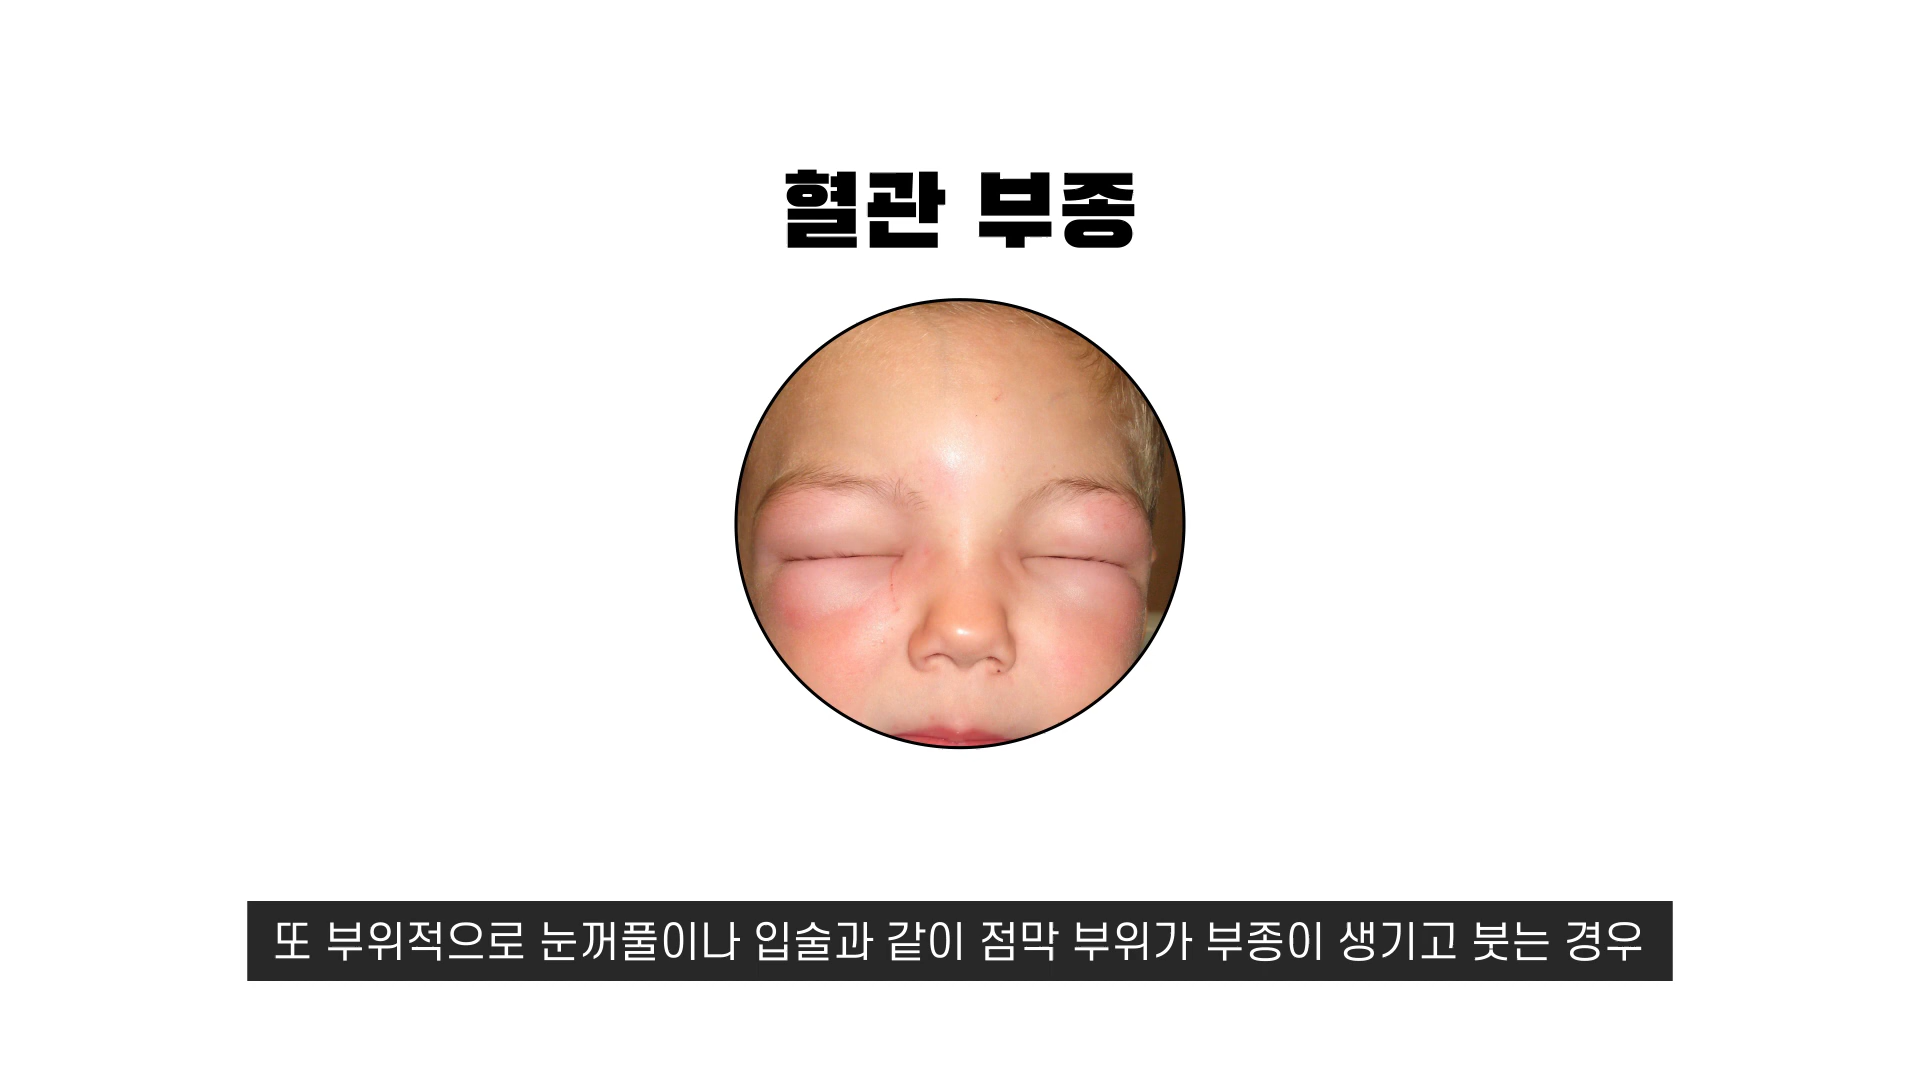 혈관 부종
또 부위적으로 눈꺼풀이나 입술과 같이 점막 부위가 부종이 생기고 붓는 경우